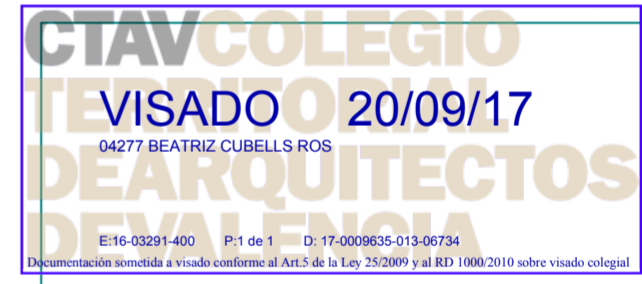 CTAVCOLEGIO
TERRITORIAL
DEARQUITECTOS
DEVALENCIA
VISADO 20/09/17
04277 BEATRIZ CUBELLS ROS
E:16-03291-400 P:1 de 1 D: 17-0009635-013-06734
Documentación sometida a visado conforme al Art.5 de la Ley 25/2009 y al RD 1000/2010 sobre visado colegial